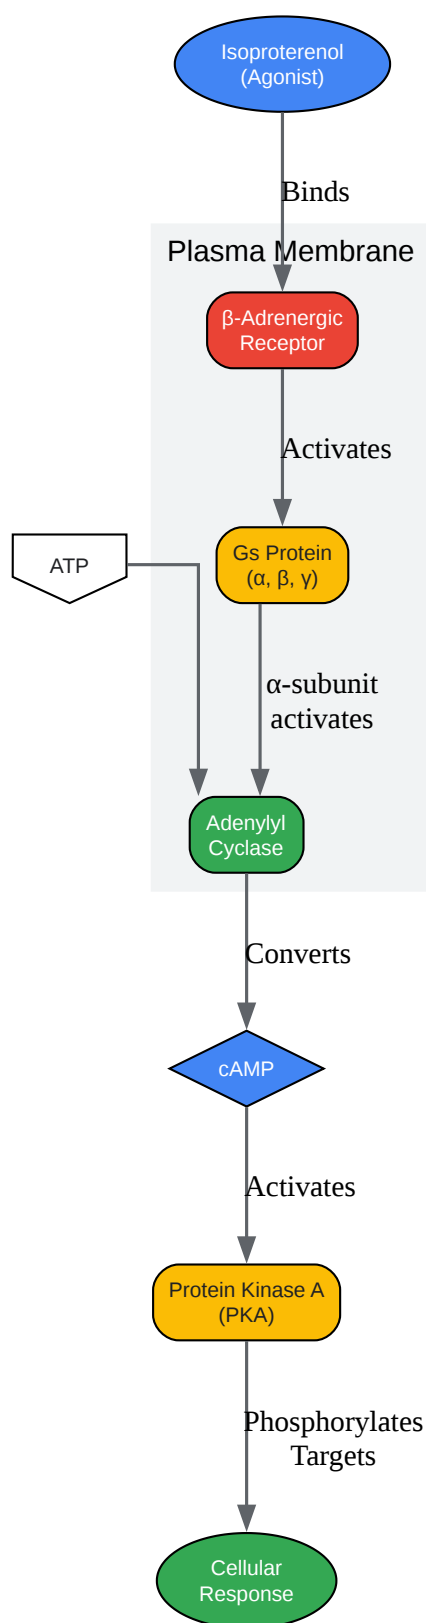 Isoproterenol
(Agonist)
Binds
Plasma Membrane
β-Adrenergic
Receptor
Activates
Gs Protein
(α, β, γ)
ATP
α-subunit
activates
Adenylyl
Cyclase
Converts
cAMP
Activates
Protein Kinase A
(PKA)
Phosphorylates
Targets
Cellular
Response